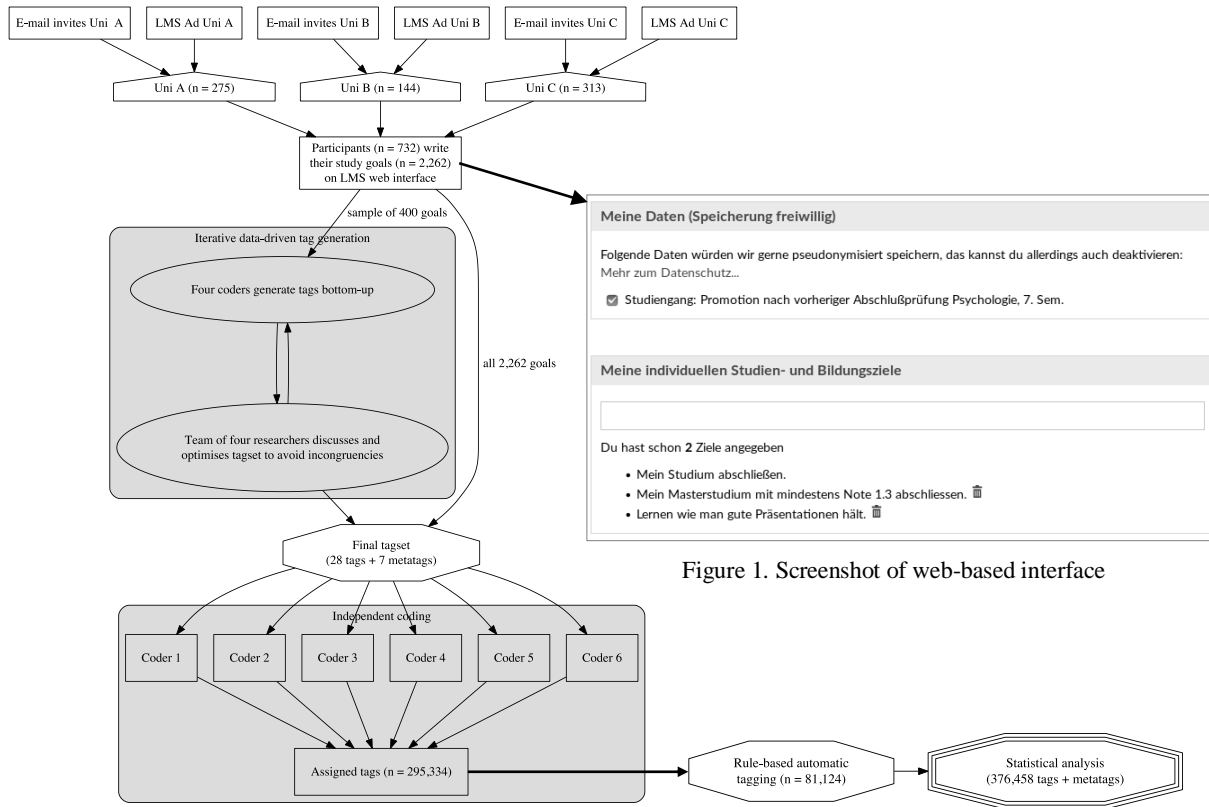 E-mail invites Uni A
LMS Ad Uni A
E-mail invites Uni B
LMS Ad Uni B
E-mail invites Uni C
LMS Ad Uni C
Uni A (n = 275)
Uni B (n = 144)
Uni C (n = 313)
Participants (n = 732) write
their study goals (n = 2,262)
on LMS web interface
sample of 400 goals
Iterative data-driven tag generation
Four coders generate tags bottom-up
all 2,262 goals
Team of four researchers discusses and
optimises tagset to avoid incongruencies
Meine Daten (Speicherung freiwillig)
Folgende Daten würden wir gerne pseudonymisiert speichern, das kannst du allerdings auch deaktivieren:
Mehr zum Datenschutz...
Studiengang: Promotion nach vorheriger Abschlußprüfung Psychologie, 7. Sem.
Meine individuellen Studien- und Bildungsziele
Du hast schon 2 Ziele angegeben
• Mein Studium abschließen.
• Mein Masterstudium mit mindestens Note 1.3 abschliessen.
• Lernen wie man gute Präsentationen hält.
Figure 1. Screenshot of web-based interface
Final tagset
(28 tags + 7 metatags)
Independent coding
Coder 1
Coder 2
Coder 3
Coder 4
Coder 5
Coder 6
Assigned tags (n = 295,334)
Rule-based automatic
tagging (n = 81,124)
Statistical analysis
(376,458 tags + metatags)